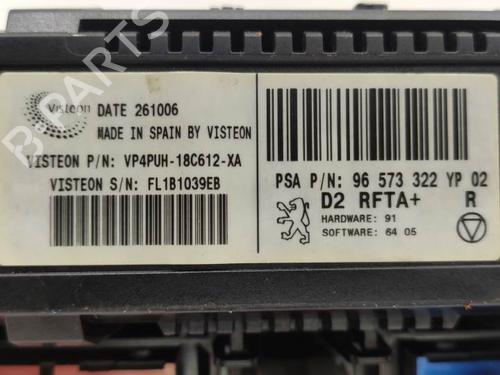 Visteon
DATE 261006
MADE IN SPAIN BY VISTEON
VISTEON P/N: VP4PUH-18C612-XA
VISTEON S/N: FL1B1039EB
PSA P/N: 96 573 322 YP 02
D2 RFTA+ R
HARDWARE: 91
SOFTWARE: 64 05
B-PARTS